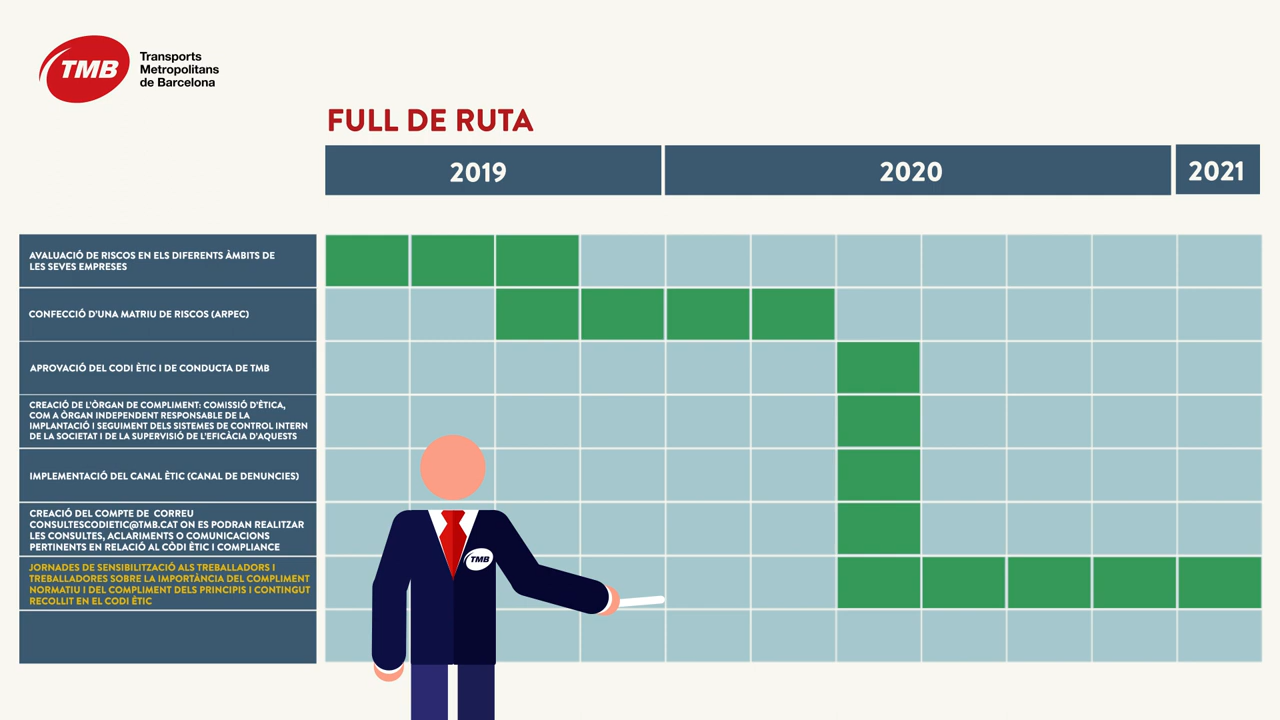 TMB
Transports
Metropolitans
de Barcelona
FULL DE RUTA
2019
2020
2021
AVALUACIÓ DE RISCOS EN ELS DIFERENTS ÀMBITS DE
LES SEVES EMPRESES
CONFECCIÓ D'UNA MATRIU DE RISCOS (ARPEC)
APROVACIÓ DEL CODI ÈTIC I DE CONDUCTA DE TMB
CREACIÓ DE L'ÒRGAN DE COMPLIMENT: COMISSIÓ D'ÈTICA,
COM A ÒRGAN INDEPENDENT RESPONSABLE DE LA
IMPLANTACIÓ I SEGUIMENT DELS SISTEMES DE CONTROL INTERN
DE LA SOCIETAT I DE LA SUPERVISIÓ DE L'EFICÀCIA D'AQUESTS
IMPLEMENTACIÓ DEL CANAL ÈTIC (CANAL DE DENUNCIES)
CREACIÓ DEL COMPTE DE CORREU
CONSULTESCODIETIC@TMB.CAT ON ES PODRAN REALITZAR
LES CONSULTES, ACLARIMENTS O COMUNICACIONS
PERTINENTS EN RELACIÓ AL CODI ÈTIC I COMPLIANCE
JORNADES DE SENSIBILITZACIÓ ALS TREBALLADORS I
TREBALLADORES SOBRE LA IMPORTÀNCIA DEL COMPLIMENT
NORMATIU I DEL COMPLIMENT DELS PRINCIPIS I CONTINGUT
RECOLLIT EN EL CODI ÈTIC
TMB